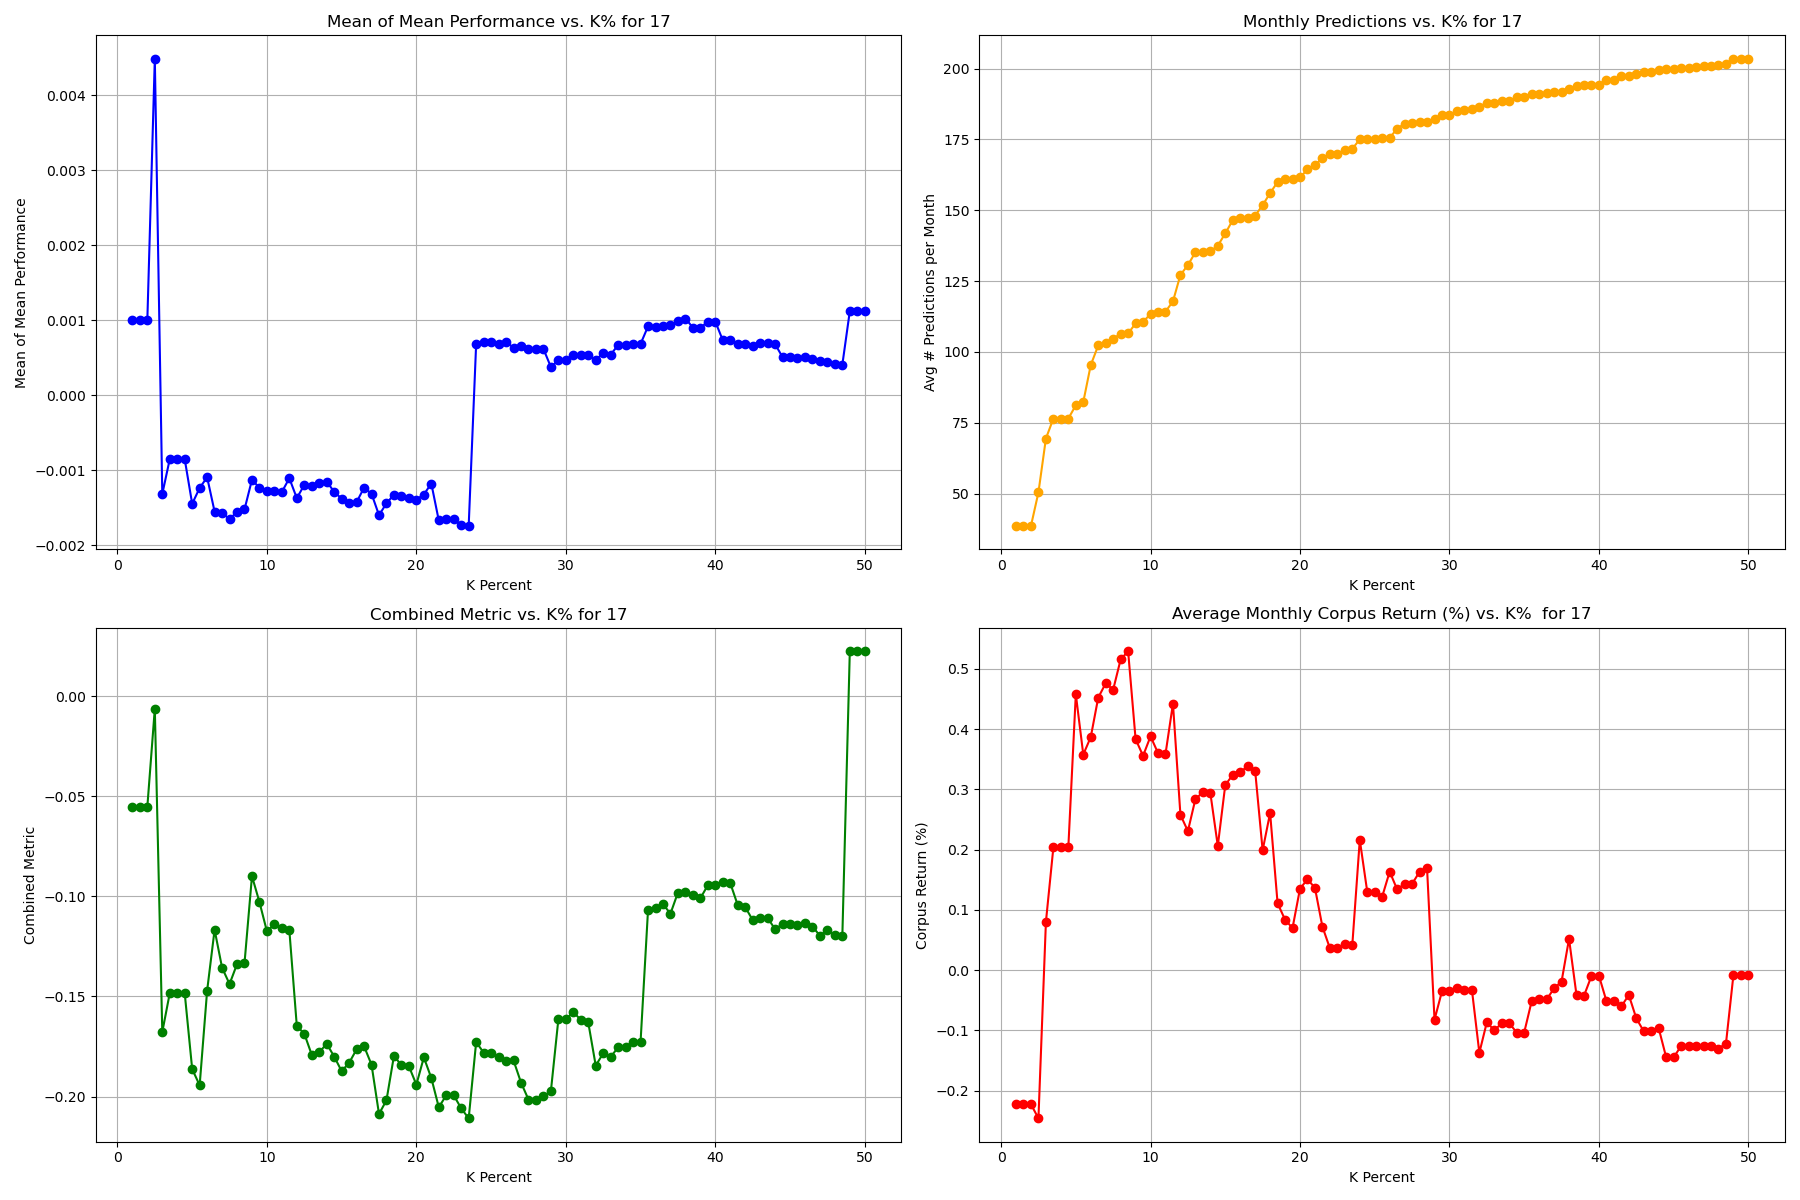 Mean of Mean Performance vs. K% for 17
Mean of Mean Performance
0.004
0.003
0.002
0.001
0.000
−0.001
−0.002
0 10 20 30 40 50
K Percent
Monthly Predictions vs. K% for 17
Avg # Predictions per Month
200
175
150
125
100
75
50
0 10 20 30 40 50
K Percent
Combined Metric vs. K% for 17
Combined Metric
0.00
−0.05
−0.10
−0.15
−0.20
0 10 20 30 40 50
K Percent
Average Monthly Corpus Return (%) vs. K%  for 17
Corpus Return (%)
0.5
0.4
0.3
0.2
0.1
0.0
−0.1
−0.2
0 10 20 30 40 50
K Percent